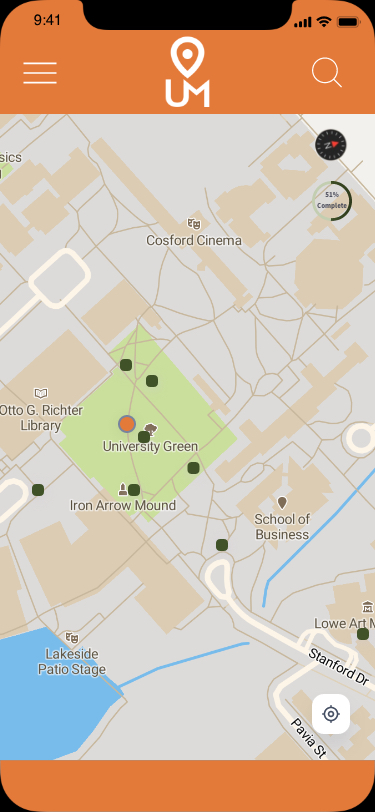 9:41
UM
sics
51%
Complete
Cosford Cinema
Otto G. Richter
Library
University Green
Iron Arrow Mound
School of
Business
Lowe Art M
Lakeside
Patio Stage
Stanford Dr
Pavia St